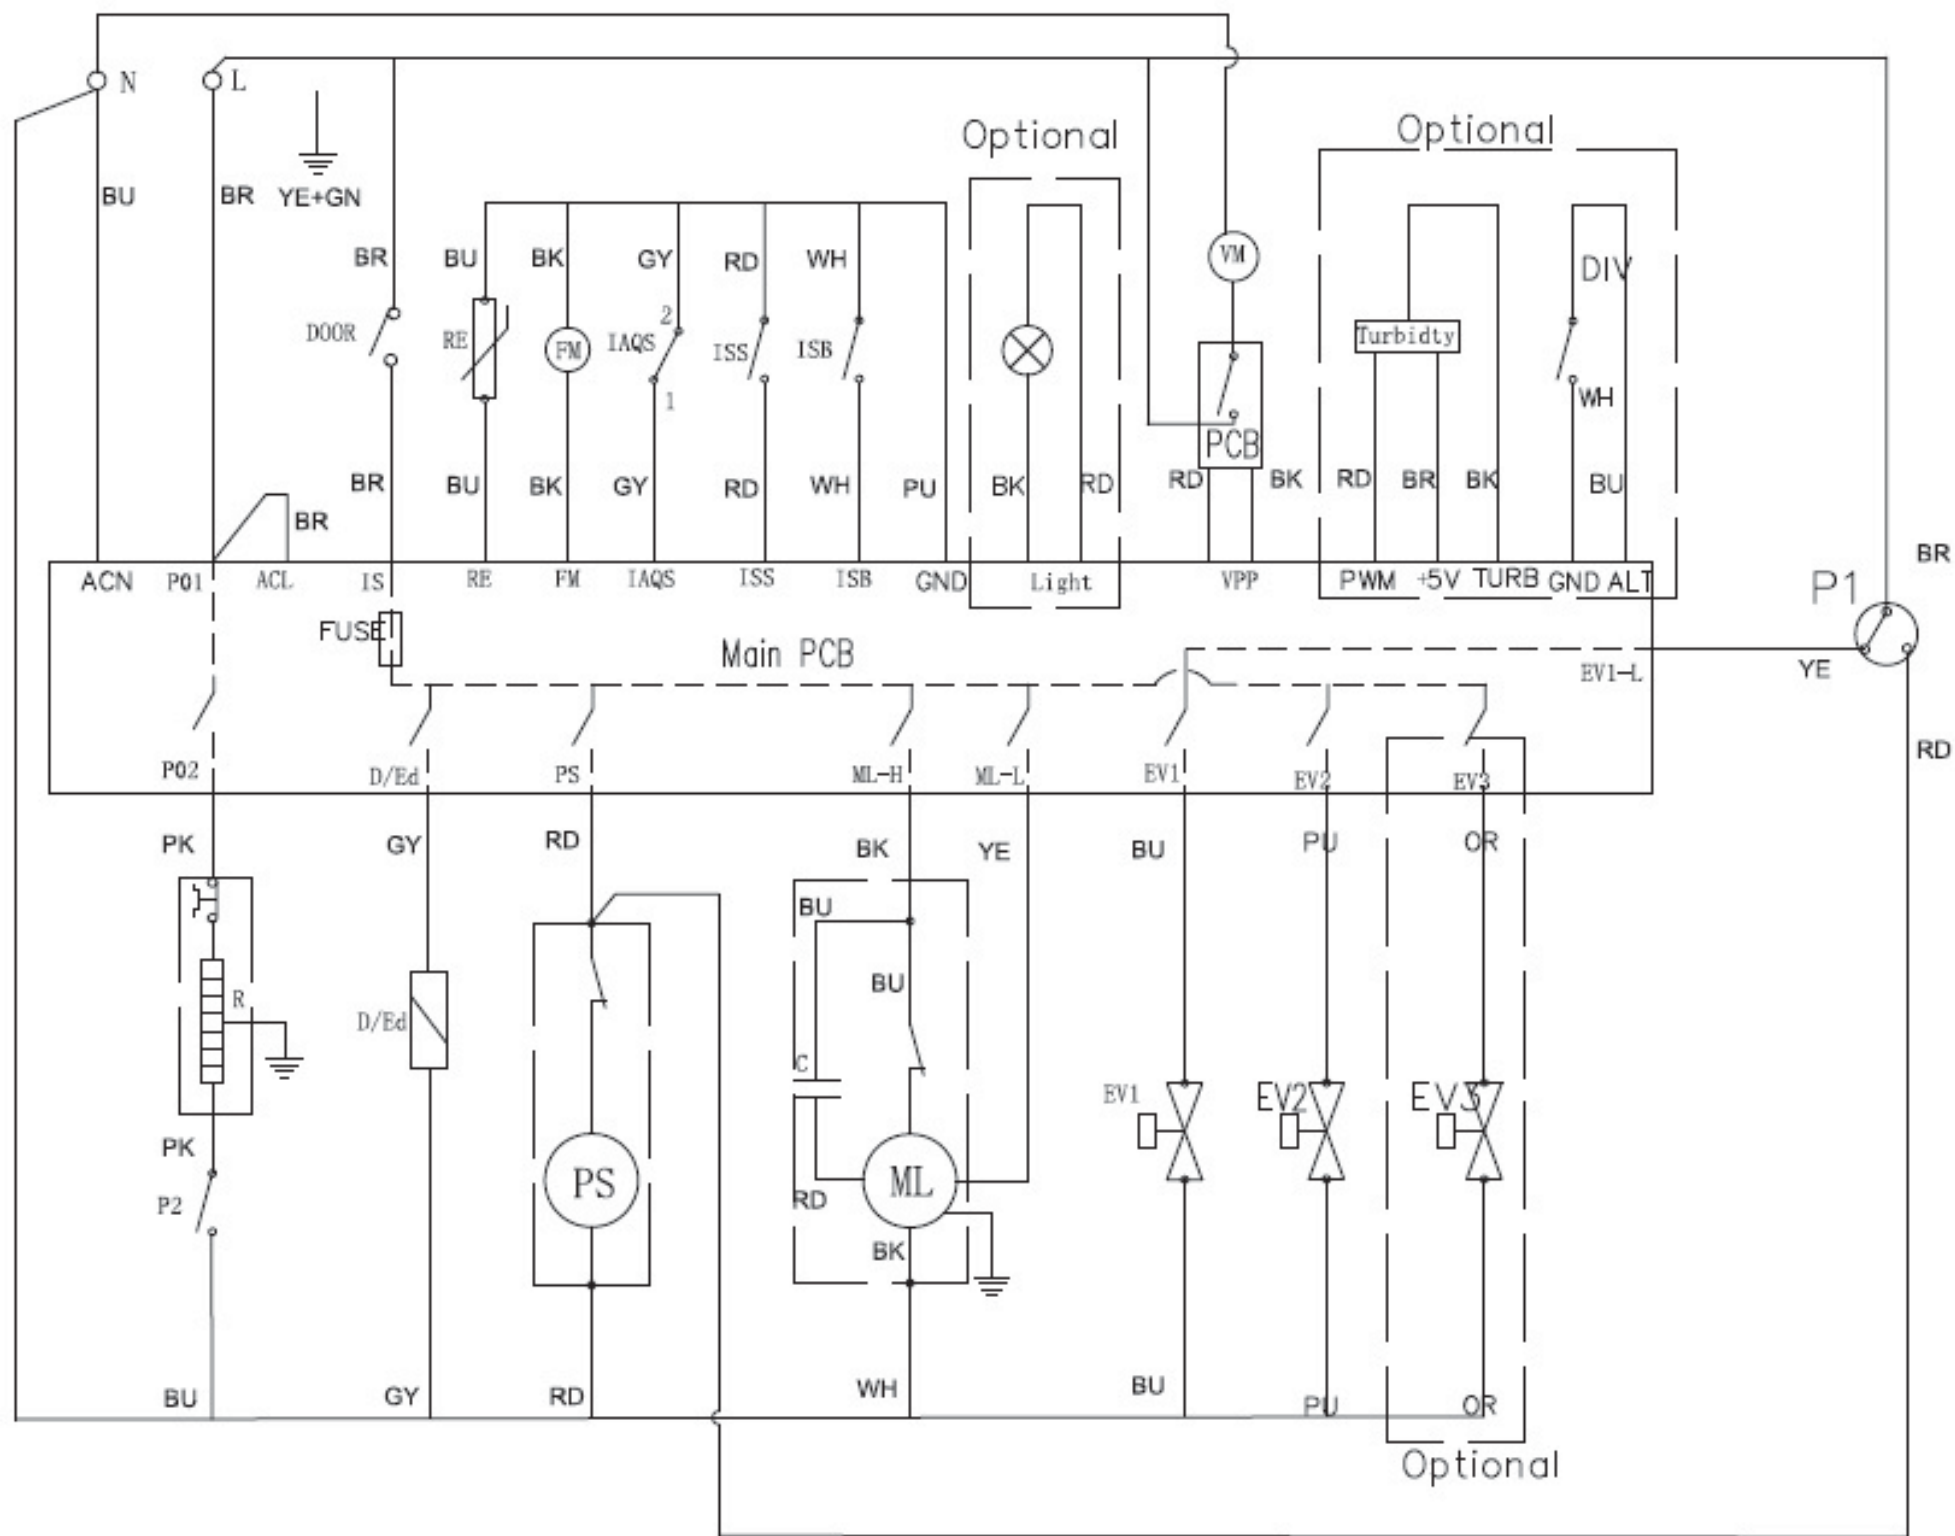 N
L
Optional
Optional
BU
BR
YE+GN
BR
BU
BK
GY
RD
WH
VM
DIV
DOOR
RE
FM
IAQS
2
1
ISS
ISB
Turbidty
WH
PCB
BR
BU
BK
GY
RD
WH
PU
BK
RD
RD
BK
RD
BR
BK
BU
BR
ACN
P01
ACL
IS
RE
FM
IAQS
ISS
ISB
GND
Light
VPP
PWM
+5V
TURB
GND
ALT
BR
P1
FUSE
Main PCB
EV1-L
YE
RD
P02
D/Ed
PS
ML-H
ML-L
EV1
EV2
EV3
PK
GY
RD
BK
YE
BU
PU
OR
BU
BU
R
D/Ed
C
EV1
EV2
EV3
PK
P2
PS
ML
RD
BK
BU
GY
RD
WH
BU
PU
OR
Optional